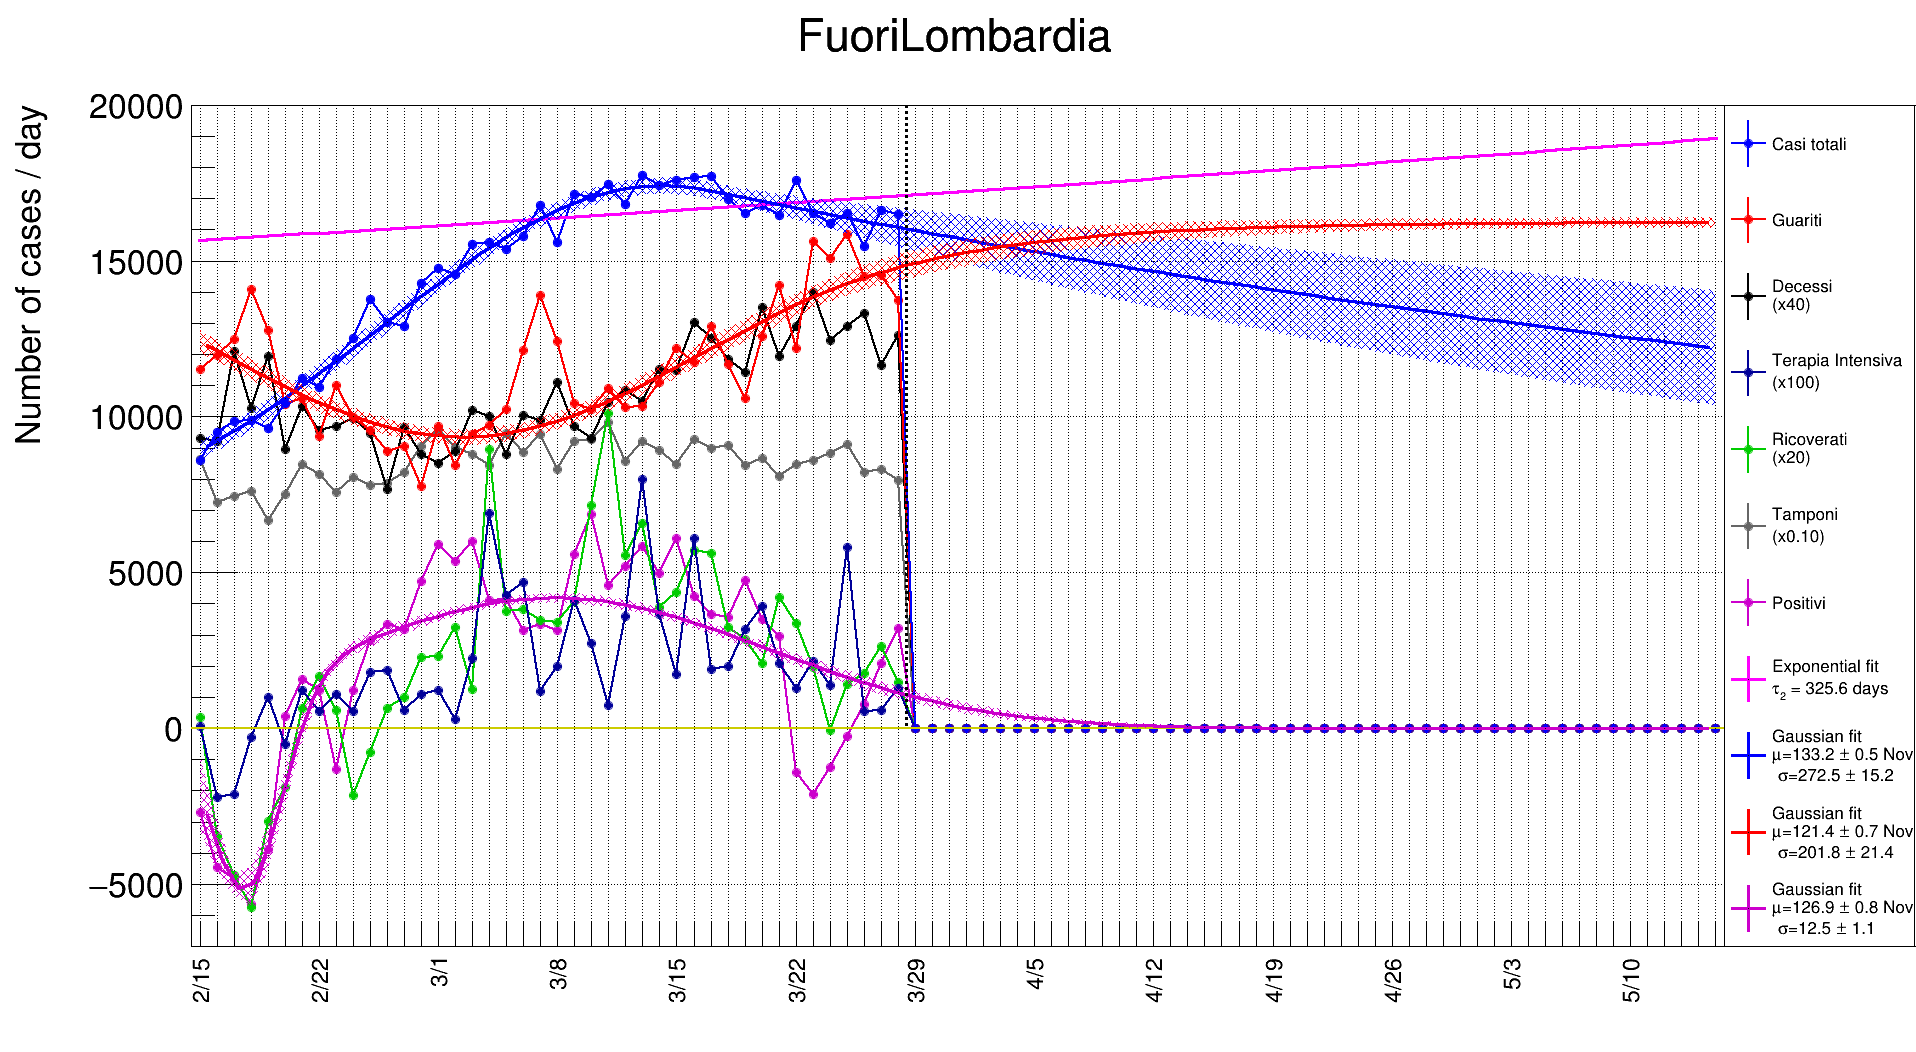 FuoriLombardia
Number of cases / day
20000
15000
10000
5000
0
−5000
2/15
2/22
3/1
3/8
3/15
3/22
3/29
4/5
4/12
4/19
4/26
5/3
5/10
Casi totali
Guariti
Decessi
(x40)
Terapia Intensiva
(x100)
Ricoverati
(x20)
Tamponi
(x0.10)
Positivi
Exponential fit
τ2 = 325.6 days
Gaussian fit
μ=133.2 ± 0.5 Nov
σ=272.5 ± 15.2
Gaussian fit
μ=121.4 ± 0.7 Nov
σ=201.8 ± 21.4
Gaussian fit
μ=126.9 ± 0.8 Nov
σ=12.5 ± 1.1